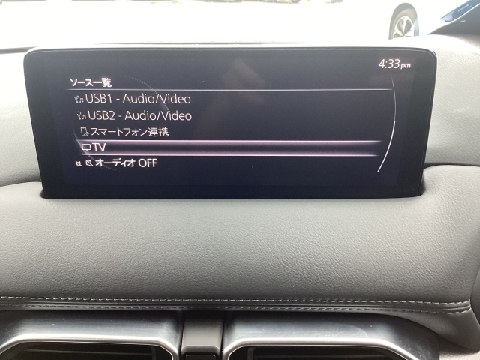 4:33pm
ソース一覧
USB1 - Audio/Video
USB2 - Audio/Video
スマートフォン連携
TV
オーディオ OFF